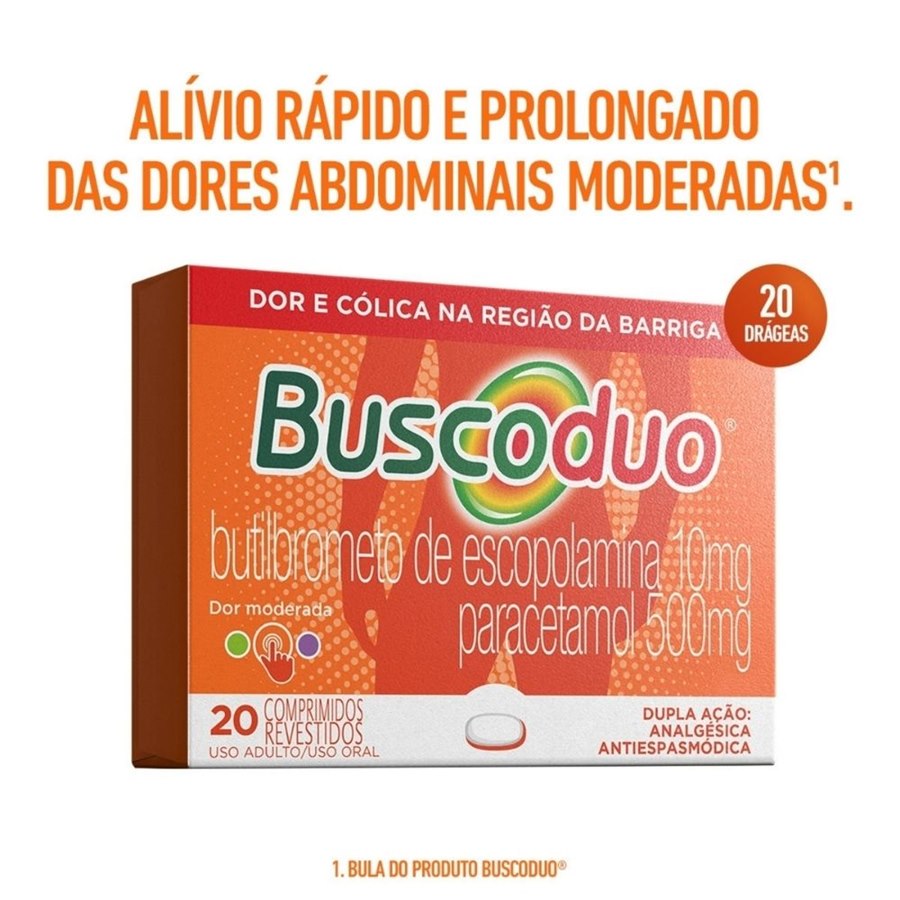 ALÍVIO RÁPIDO E PROLONGADO
DAS DORES ABDOMINAIS MODERADAS¹.
20
DRÁGEAS
DOR E CÓLICA NA REGIÃO DA BARRIGA
Buscoduo®
butilbrometo de escopolamina 10mg
paracetamol 500mg
Dor moderada
20 COMPRIMIDOS
REVESTIDOS
USO ADULTO/USO ORAL
DUPLA AÇÃO:
ANALGÉSICA
ANTIESPASMÓDICA
1. BULA DO PRODUTO BUSCODUO®